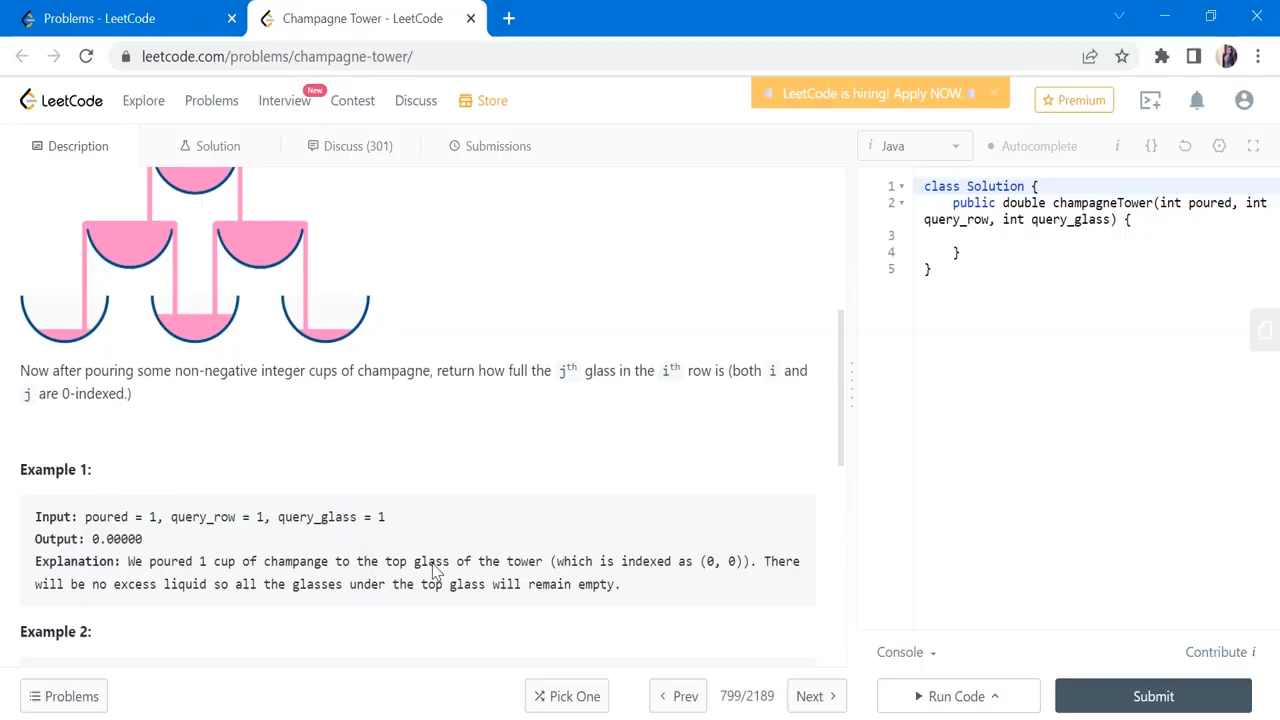 Problems - LeetCode
Champagne Tower - LeetCode
leetcode.com/problems/champagne-tower/
LeetCode
Explore
Problems
Interview
New
Contest
Discuss
Store
LeetCode is hiring! Apply NOW.
Premium
Description
Solution
Discuss (301)
Submissions
i Java
Autocomplete
i
{}
Now after pouring some non-negative integer cups of champagne, return how full the jth glass in the ith row is (both i and
j are 0-indexed.)
Example 1:
Input: poured = 1, query_row = 1, query_glass = 1
Output: 0.00000
Explanation: We poured 1 cup of champange to the top glass of the tower (which is indexed as (0, 0)). There
will be no excess liquid so all the glasses under the top glass will remain empty.
Example 2:
1 class Solution {
2 public double champagneTower(int poured, int
query_row, int query_glass) {
3
4 }
5 }
Console
Contribute i
Problems
Pick One
Prev
799/2189
Next
Run Code
Submit